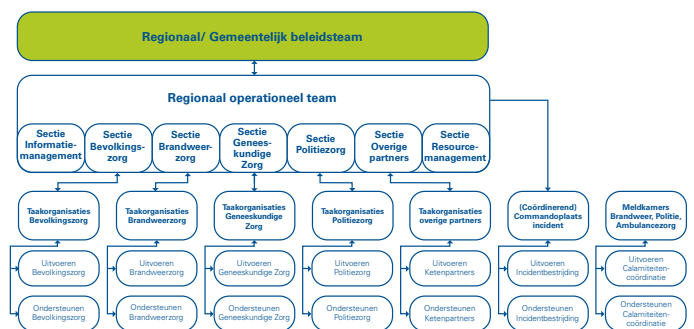 Regionaal/ Gemeentelijk beleidsteam
Regionaal operationeel team
Sectie
Informatie-
management
Sectie
Bevolkings-
zorg
Sectie
Brandweer-
zorg
Sectie
Genees-
kundige
Zorg
Sectie
Politiezorg
Sectie
Overige
partners
Sectie
Resource-
management
Taakorganisaties
Bevolkingszorg
Taakorganisaties
Brandweerzorg
Taakorganisaties
Geneeskundige
Zorg
Taakorganisaties
Politiezorg
Taakorganisaties
overige partners
(Coördinerend)
Commandoplaats
incident
Meldkamers
Brandweer, Politie,
Ambulancezorg
Uitvoeren
Bevolkingszorg
Uitvoeren
Brandweerzorg
Uitvoeren
Geneeskundige Zorg
Uitvoeren
Politiezorg
Uitvoeren
Ketenpartners
Uitvoeren
Incidentbestrijding
Uitvoeren
Calamiteiten-
coördinatie
Ondersteunen
Bevolkingszorg
Ondersteunen
Brandweerzorg
Ondersteunen
Geneeskundige Zorg
Ondersteunen
Politiezorg
Ondersteunen
Ketenpartners
Ondersteunen
Incidentbestrijding
Ondersteunen
Calamiteiten-
coördinatie